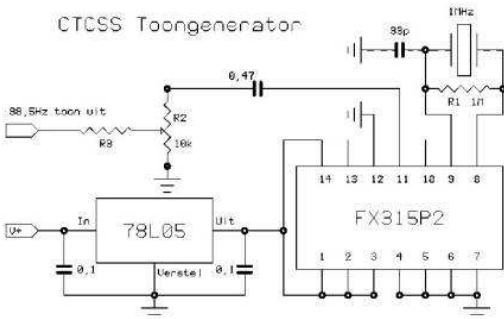 CTCSS Toongenerator
1MHz
33p
0,47
R1 1M
88,5Hz toon uit
R2
R3
10k
14 13 12 11 10 9 8
FX315P2
V+
In
78L05
Uit
0,1
Verstel
0,1
1 2 3 4 5 6 7